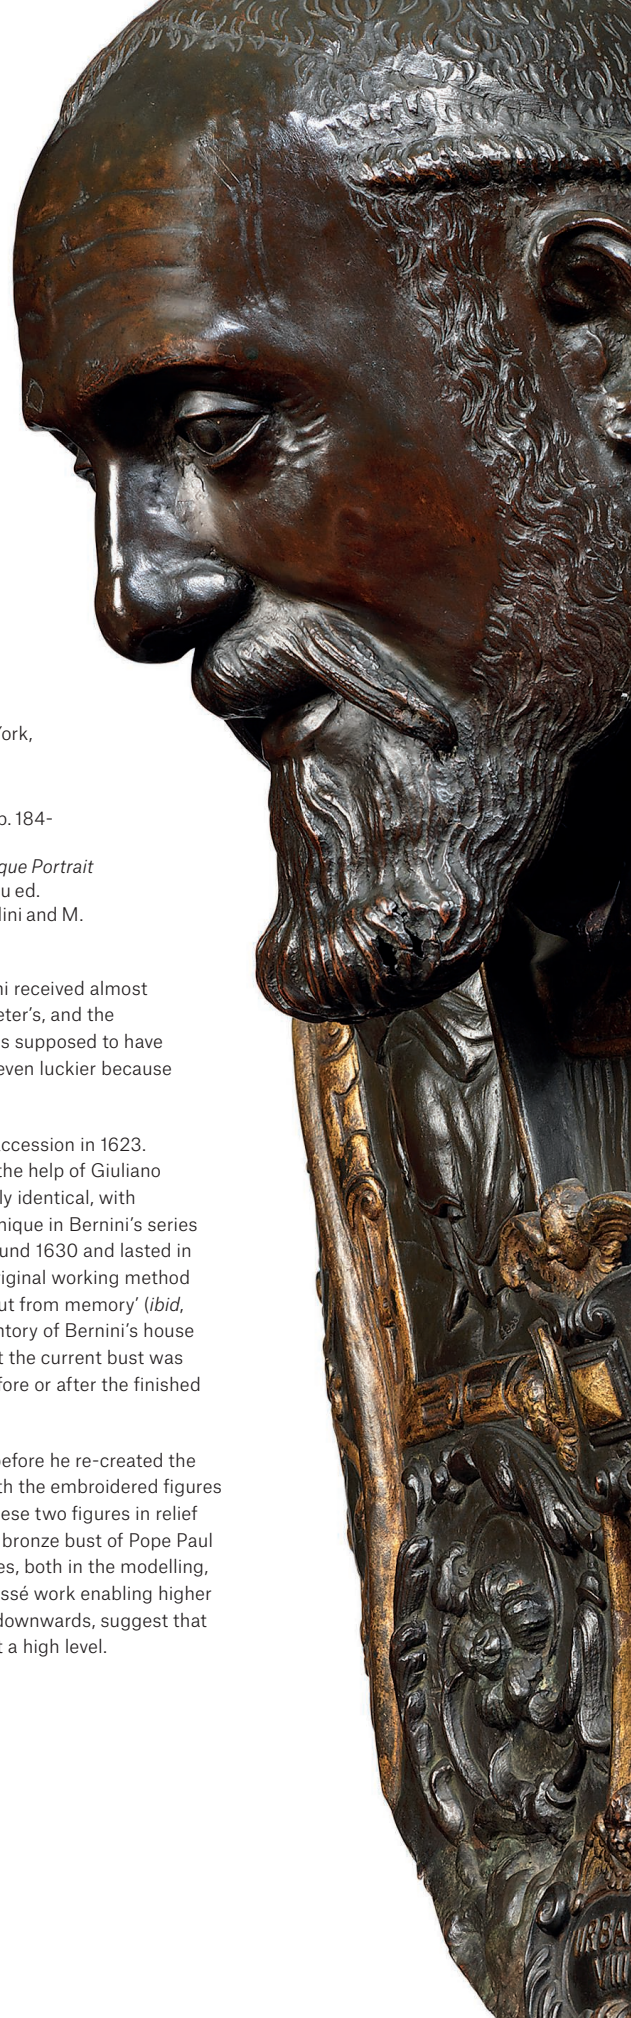 York,
p. 184-
que Portrait
u ed.
lini and M.
ni received almost
eter's, and the
s supposed to have
even luckier because
ccession in 1623.
the help of Giuliano
ly identical, with
nique in Bernini's series
und 1630 and lasted in
riginal working method
ut from memory' (ibid,
ntory of Bernini's house
t the current bust was
fore or after the finished
before he re-created the
th the embroidered figures
ese two figures in relief
bronze bust of Pope Paul
es, both in the modelling,
ssé work enabling higher
downwards, suggest that
t a high level.
URBA
VIII